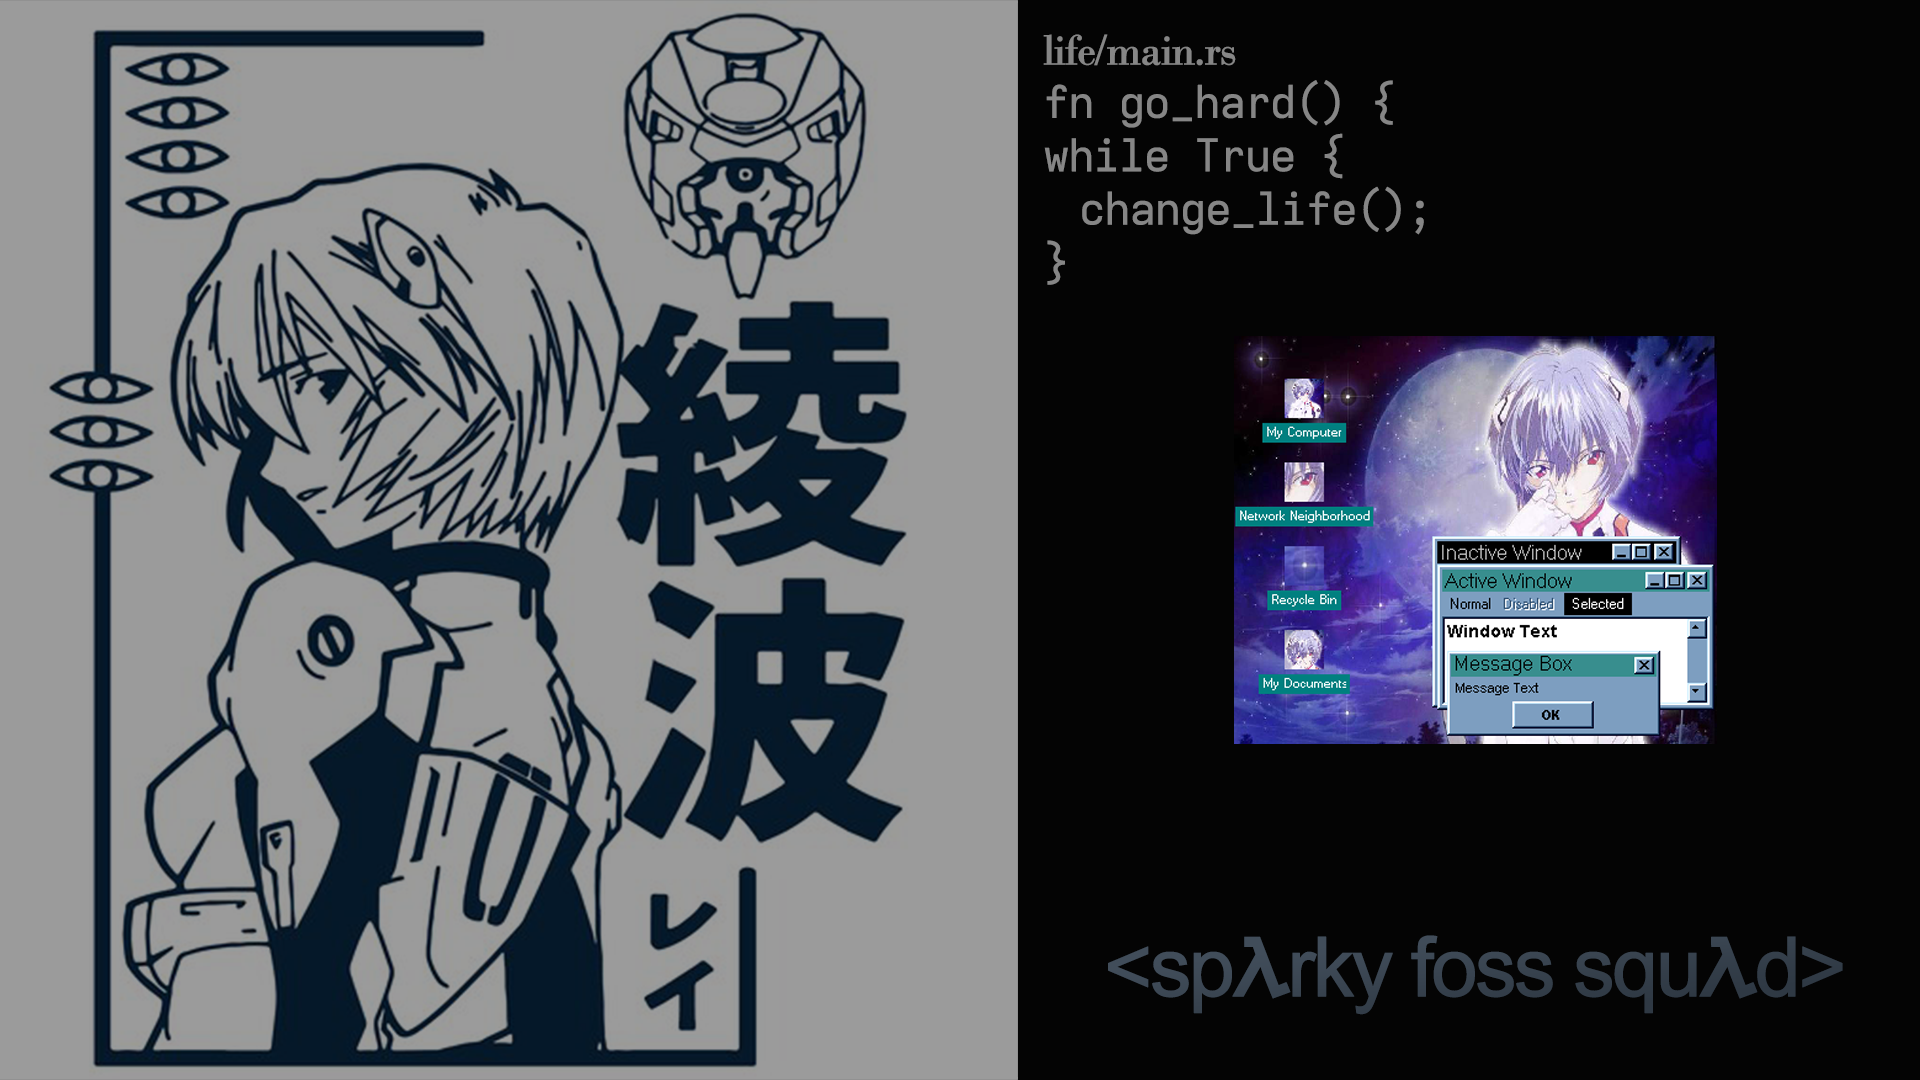 綾波
レイ
life/main.rs
fn go_hard() {
while True {
change_life();
}
My Computer
Network Neighborhood
Recycle Bin
My Documents
Inactive Window
Active Window
Normal Disabled Selected
Window Text
Message Box
Message Text
OK
<spλrky foss squλd>